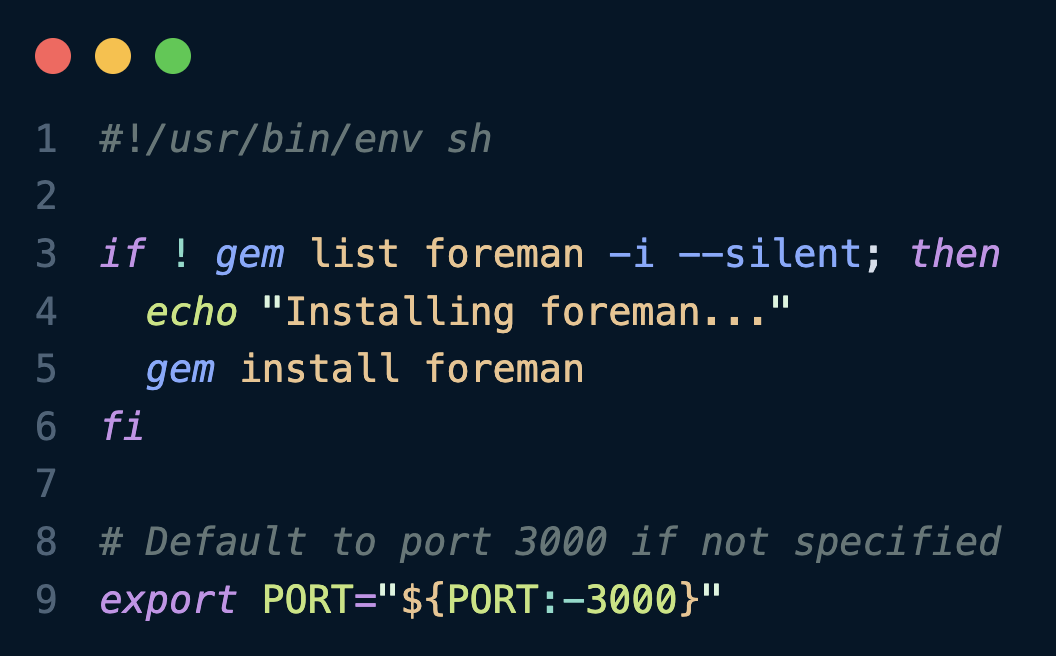 1 #!/usr/bin/env sh
2
3 if ! gem list foreman -i --silent; then
4   echo "Installing foreman..."
5   gem install foreman
6 fi
7
8 # Default to port 3000 if not specified
9 export PORT="${PORT:-3000}"